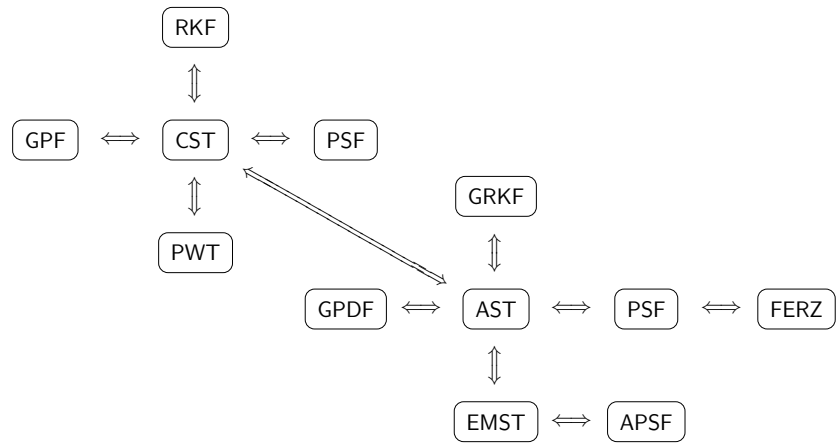 RKF
GPF CST PSF
GRKF
PWT
GPDF AST PSF FERZ
EMST APSF